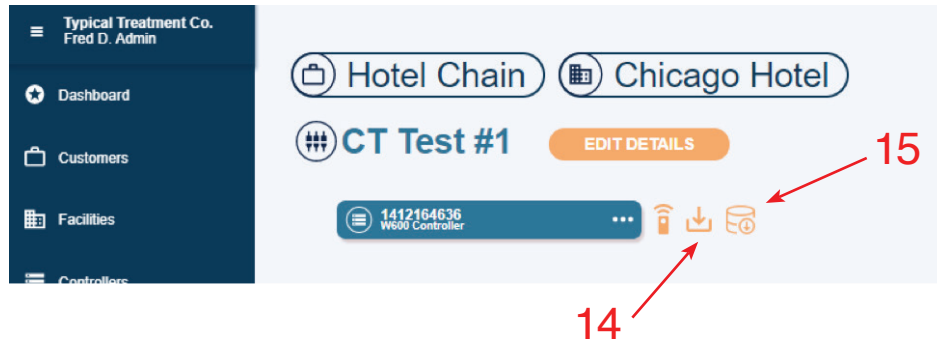 Typical Treatment Co.
Fred D. Admin
Dashboard
Customers
Facilities
Controllers
Hotel Chain
Chicago Hotel
CT Test #1
EDIT DETAILS
1412164636
W600 Controller
15
14